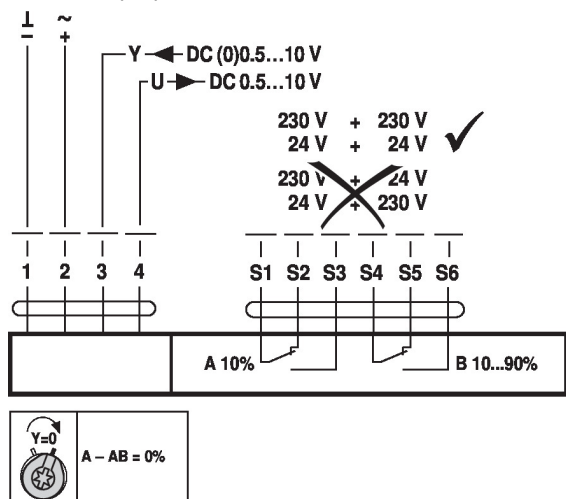 ⊥ ~
– +
Y DC (0)0.5...10 V
U DC 0.5...10 V
230 V + 230 V
24 V + 24 V
230 V + 24 V
24 V + 230 V
1 2 3 4 S1 S2 S3 S4 S5 S6
A 10% B 10...90%
Y=0
A – AB = 0%